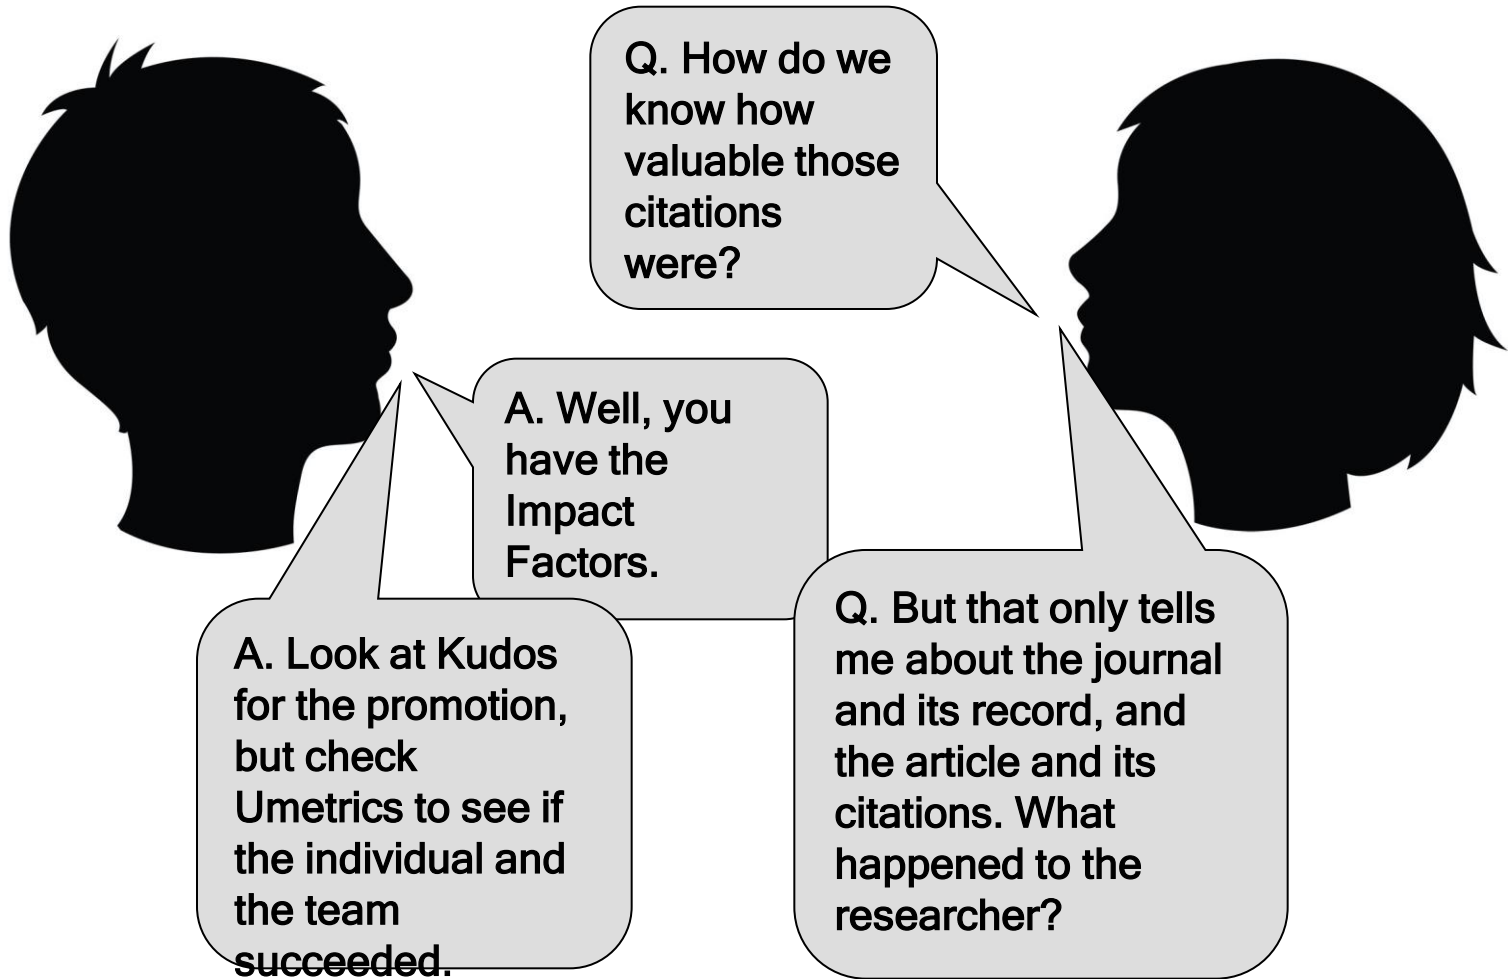 Q. How do we
know how
valuable those
citations
were?
A. Well, you
have the
Impact
Factors.
Q. But that only tells
me about the journal
and its record, and
the article and its
citations. What
happened to the
researcher?
A. Look at Kudos
for the promotion,
but check
Umetrics to see if
the individual and
the team
succeeded.